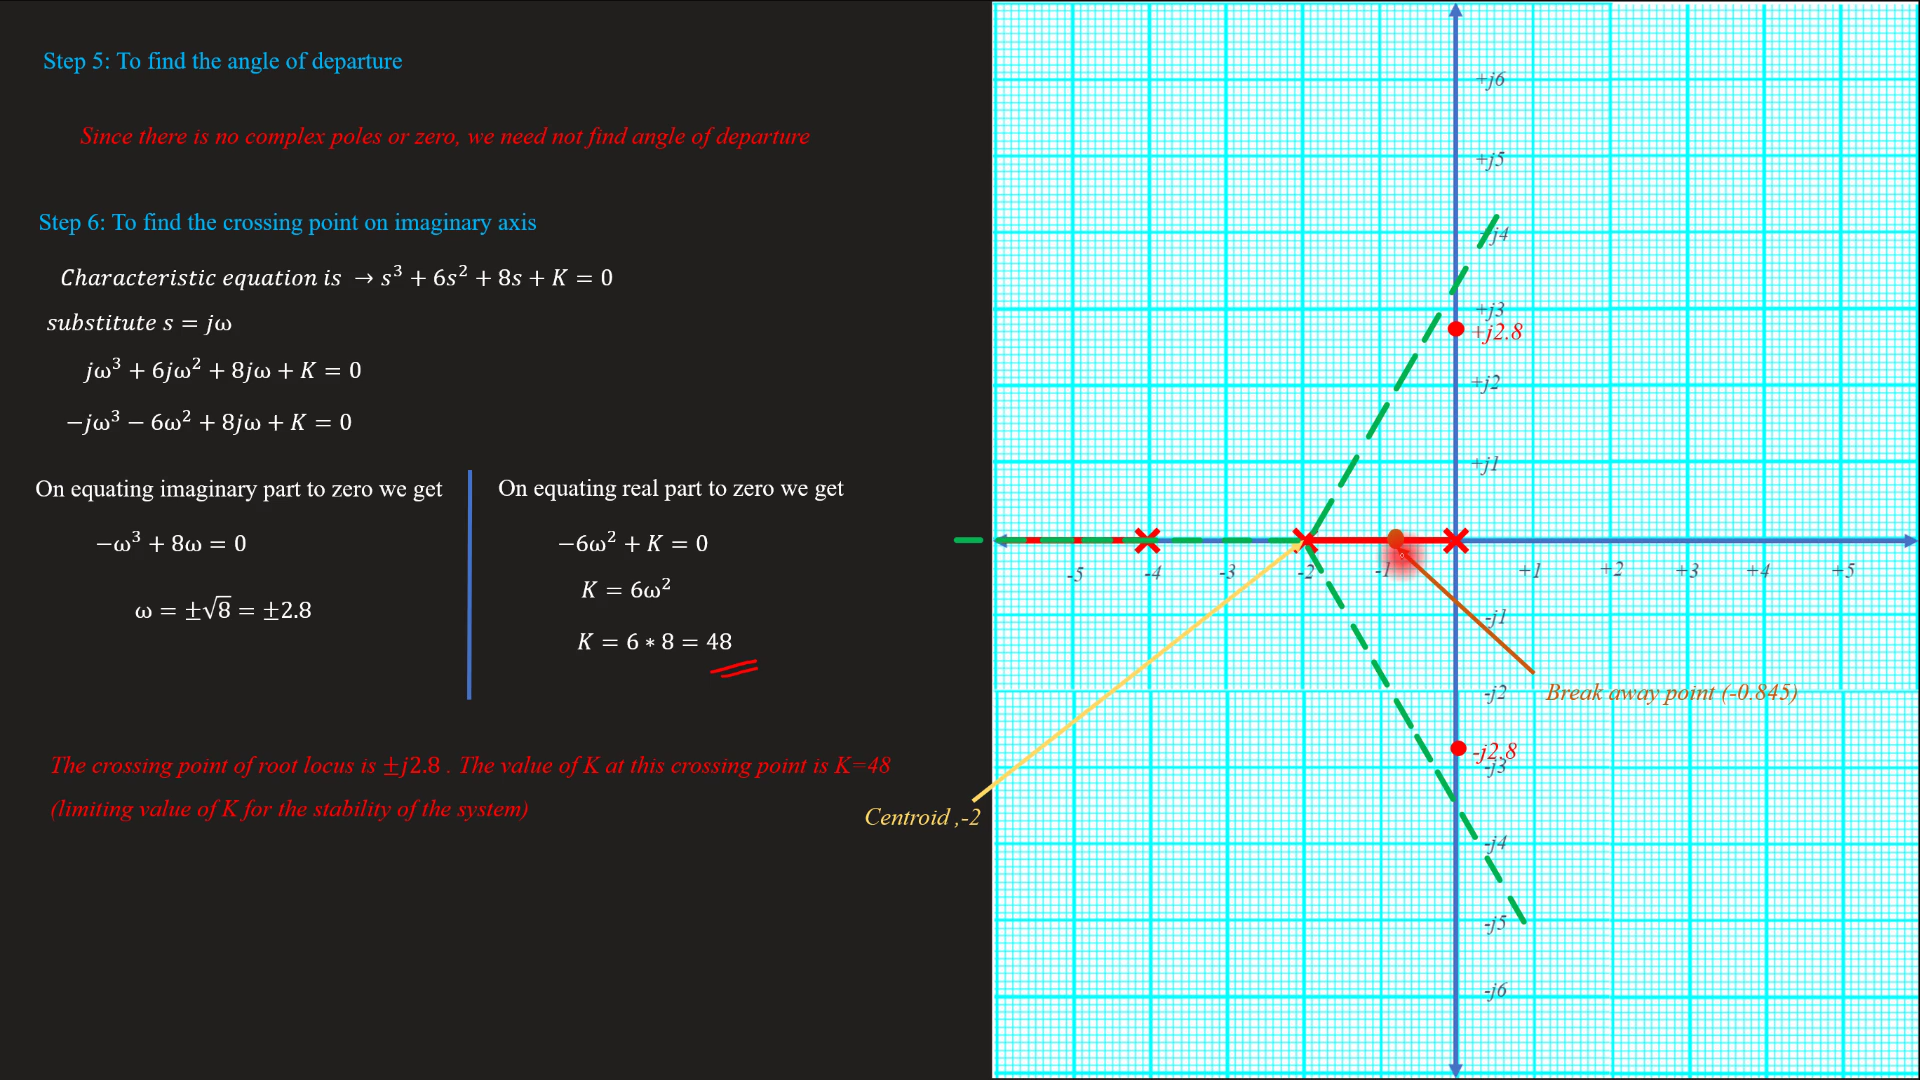 Step 5: To find the angle of departure
Since there is no complex poles or zero, we need not find angle of departure
Step 6: To find the crossing point on imaginary axis
Characteristic equation is → s³ + 6s² + 8s + K = 0
substitute s = jω
jω³ + 6jω² + 8jω + K = 0
−jω³ − 6ω² + 8jω + K = 0
On equating imaginary part to zero we get
−ω³ + 8ω = 0
ω = ±√8 = ±2.8
On equating real part to zero we get
−6ω² + K = 0
K = 6ω²
K = 6 ∗ 8 = 48
The crossing point of root locus is ±j2.8 . The value of K at this crossing point is K=48
(limiting value of K for the stability of the system)
Centroid ,-2
+j6
+j5
+j4
+j3
+j2.8
+j2
+j1
-5 -4 -3 -2 -1 +1 +2 +3 +4 +5
-j1
-j2
Break away point (-0.845)
-j2.8
-j3
-j4
-j5
-j6